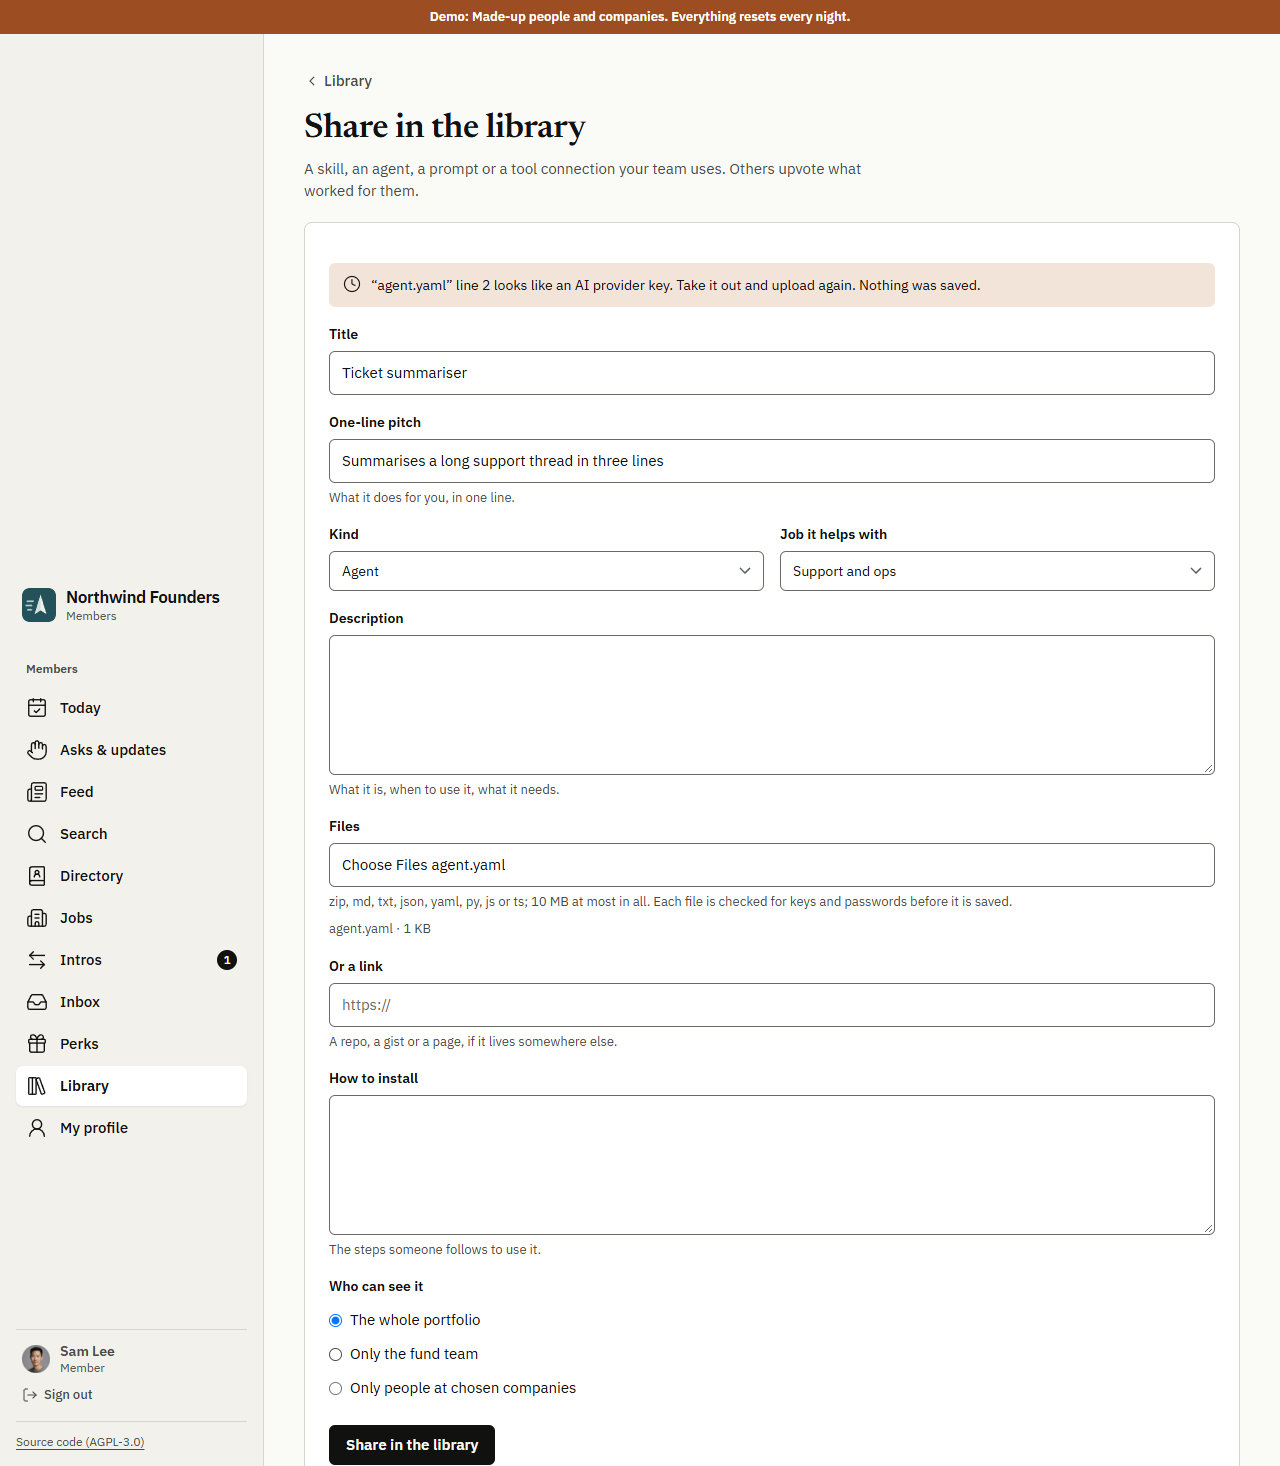 Demo: Made-up people and companies. Everything resets every night.
Library
Share in the library
A skill, an agent, a prompt or a tool connection your team uses. Others upvote what
worked for them.
“agent.yaml” line 2 looks like an AI provider key. Take it out and upload again. Nothing was saved.
Title
Ticket summariser
One-line pitch
Summarises a long support thread in three lines
What it does for you, in one line.
Kind
Job it helps with
Agent
Support and ops
Description
What it is, when to use it, what it needs.
Files
Choose Files agent.yaml
zip, md, txt, json, yaml, py, js or ts; 10 MB at most in all. Each file is checked for keys and passwords before it is saved.
agent.yaml · 1 KB
Or a link
https://
A repo, a gist or a page, if it lives somewhere else.
How to install
The steps someone follows to use it.
Who can see it
The whole portfolio
Only the fund team
Only people at chosen companies
Share in the library
Northwind Founders
Members
Members
Today
Asks & updates
Feed
Search
Directory
Jobs
Intros
1
Inbox
Perks
Library
My profile
Sam Lee
Member
Sign out
Source code (AGPL-3.0)